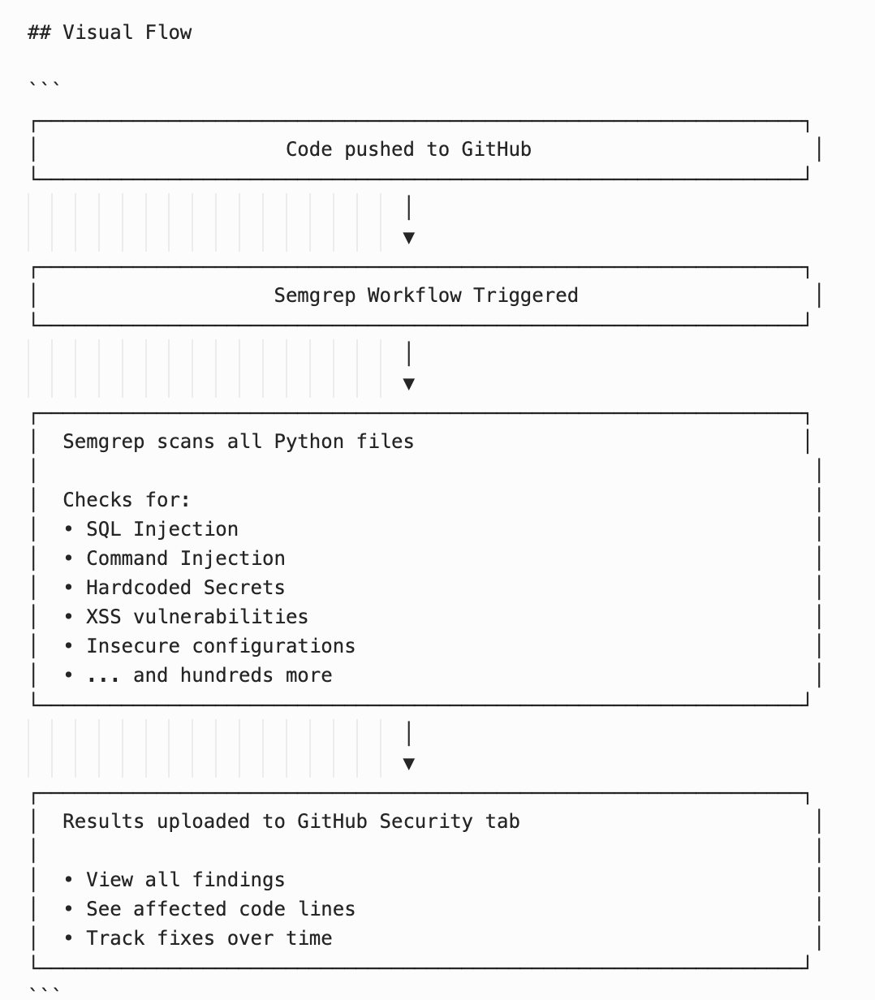 ## Visual Flow
```
Code pushed to GitHub
Semgrep Workflow Triggered
Semgrep scans all Python files
Checks for:
• SQL Injection
• Command Injection
• Hardcoded Secrets
• XSS vulnerabilities
• Insecure configurations
• ... and hundreds more
Results uploaded to GitHub Security tab
• View all findings
• See affected code lines
• Track fixes over time
```